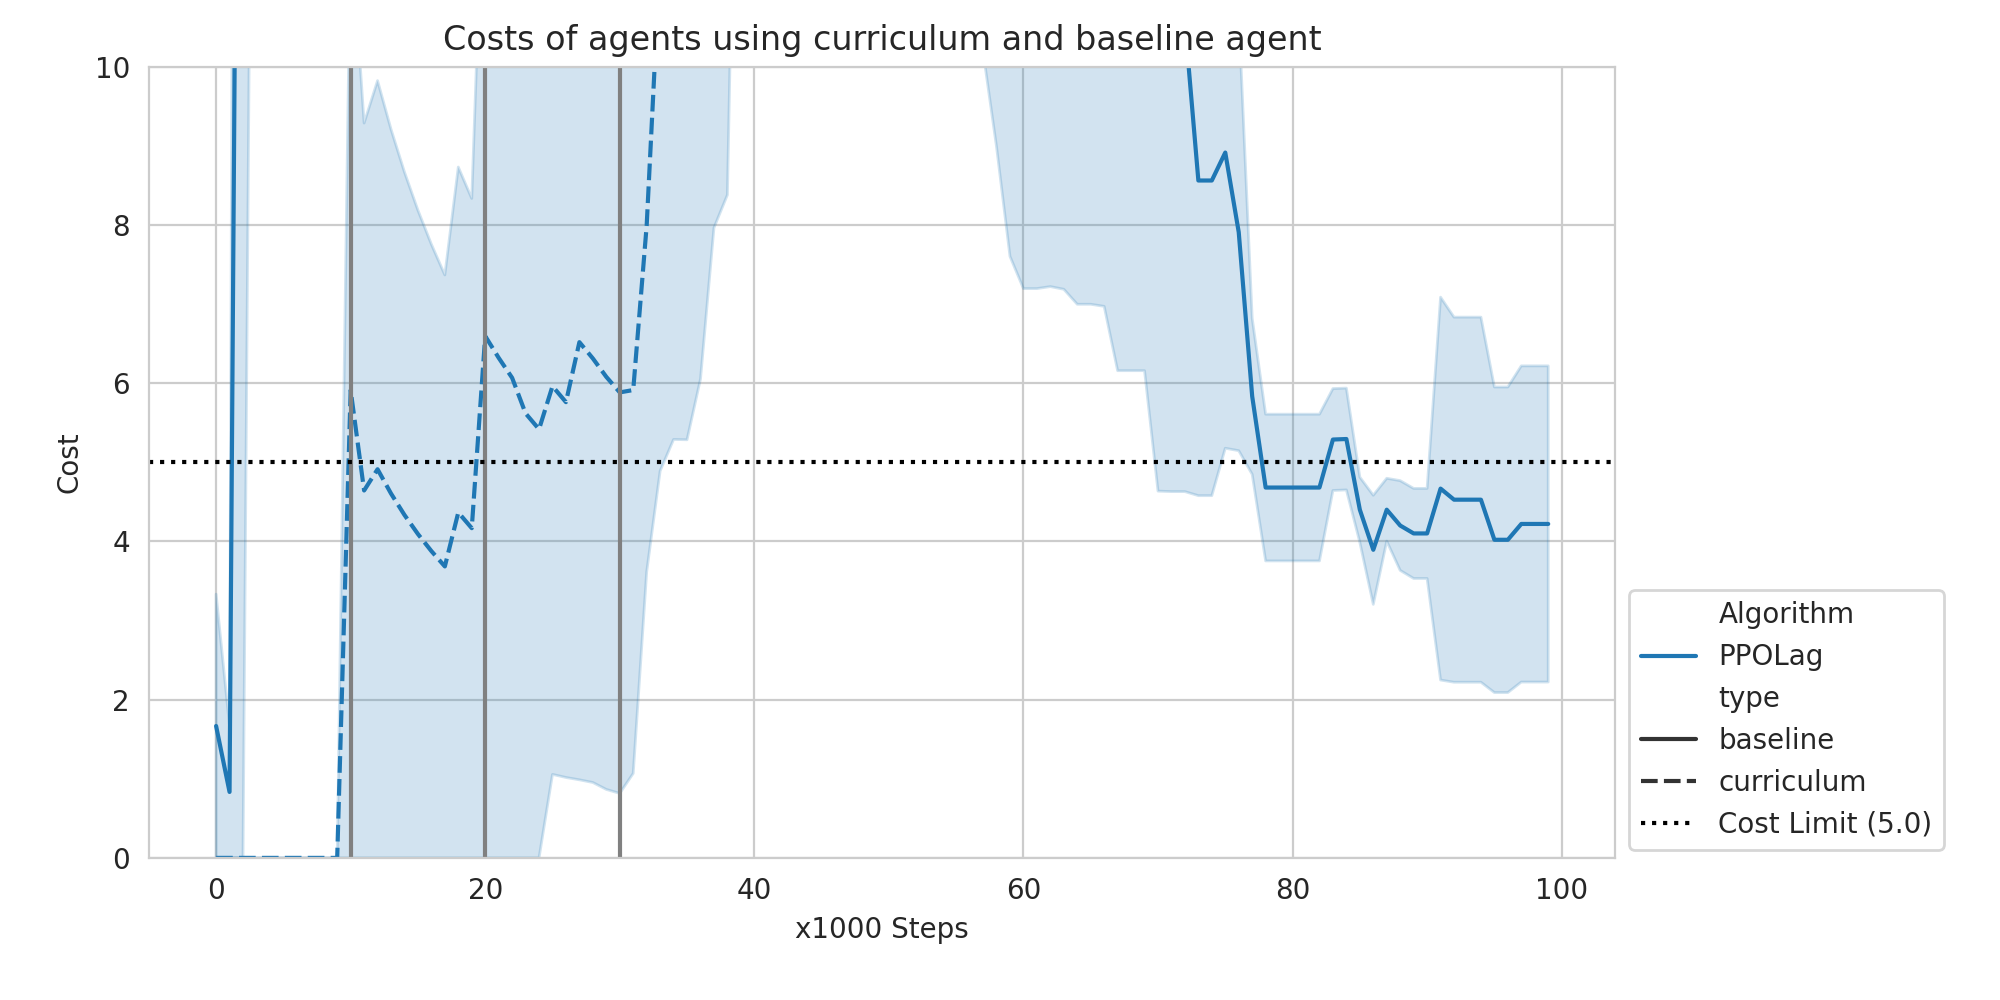 Costs of agents using curriculum and baseline agent
10
8
6
4
2
0
Cost
0 20 40 60 80 100
x1000 Steps
Algorithm
PPOLag
type
baseline
curriculum
Cost Limit (5.0)